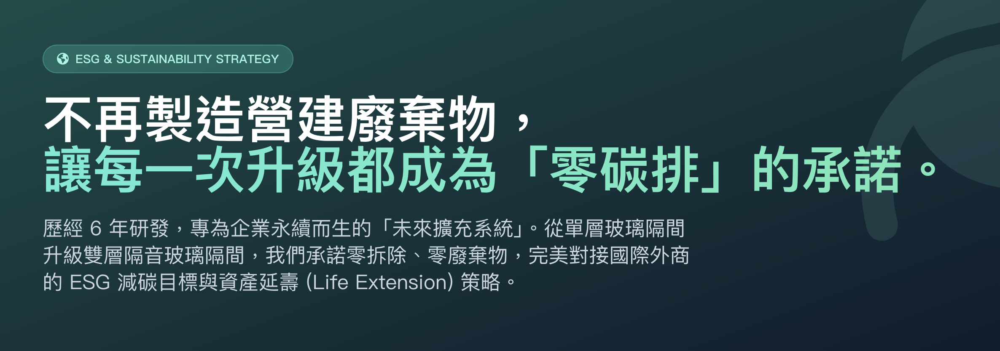 ESG & SUSTAINABILITY STRATEGY
不再製造營建廢棄物，
讓每一次升級都成為「零碳排」的承諾。
歷經 6 年研發，專為企業永續而生的「未來擴充系統」。從單層玻璃隔間
升級雙層隔音玻璃隔間，我們承諾零拆除、零廢棄物，完美對接國際外商
的 ESG 減碳目標與資產延壽 (Life Extension) 策略。